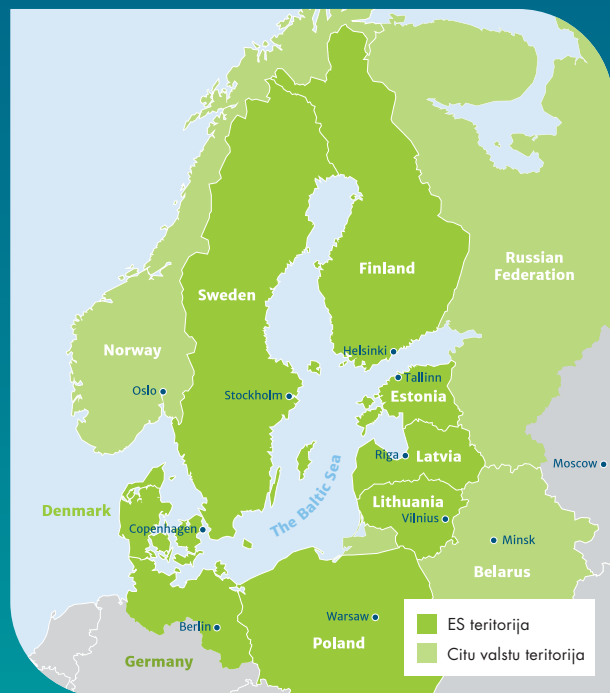 Russian
Federation
Finland
Sweden
Norway
Helsinki
Tallinn
Oslo
Stockholm
Estonia
Riga
Latvia
Moscow
The Baltic Sea
Lithuania
Vilnius
Denmark
Copenhagen
Minsk
Belarus
Warsaw
Berlin
Poland
Germany
ES teritorija
Citu valstu teritorija